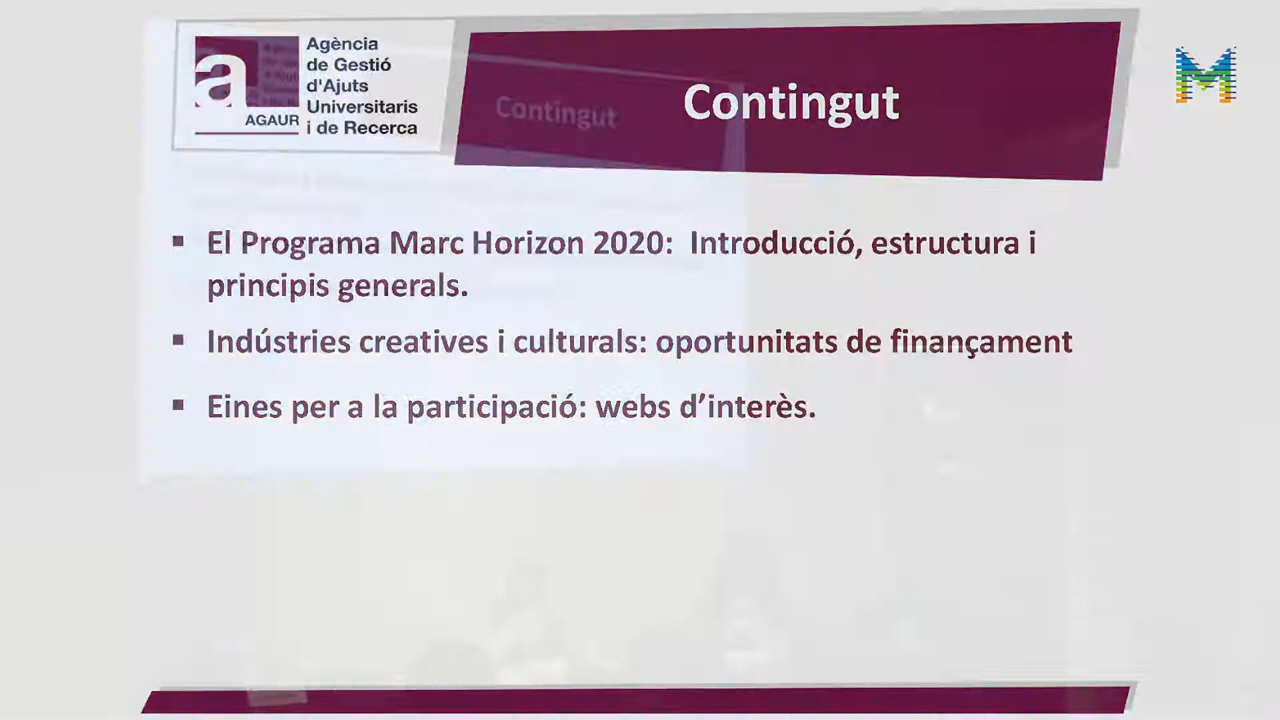 Agència
de Gestió
d'Ajuts
Universitaris
i de Recerca
a
AGAUR
Contingut
Contingut
M
▪ El Programa Marc Horizon 2020: Introducció, estructura i
principis generals.
▪ Indústries creatives i culturals: oportunitats de finançament
▪ Eines per a la participació: webs d’interès.